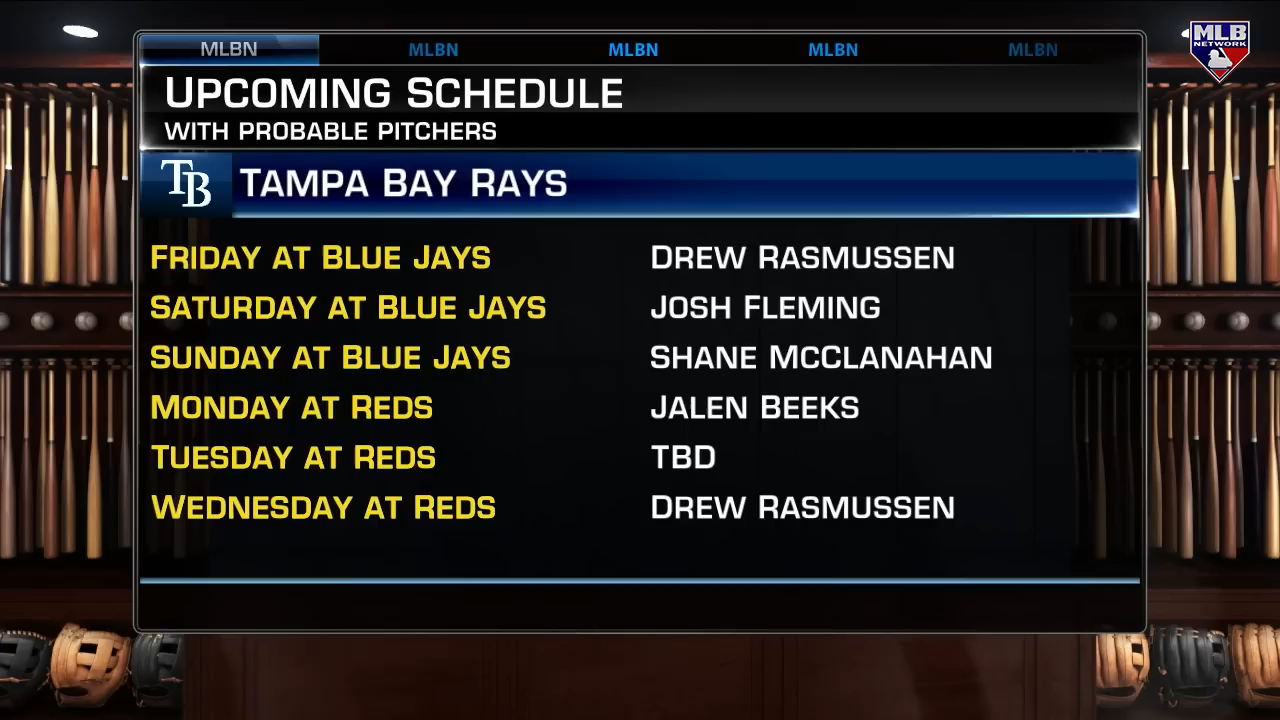 MLBN MLBN MLBN MLBN MLBN
MLB
NETWORK
UPCOMING SCHEDULE
WITH PROBABLE PITCHERS
TB TAMPA BAY RAYS
FRIDAY AT BLUE JAYS DREW RASMUSSEN
SATURDAY AT BLUE JAYS JOSH FLEMING
SUNDAY AT BLUE JAYS SHANE MCCLANAHAN
MONDAY AT REDS JALEN BEEKS
TUESDAY AT REDS TBD
WEDNESDAY AT REDS DREW RASMUSSEN